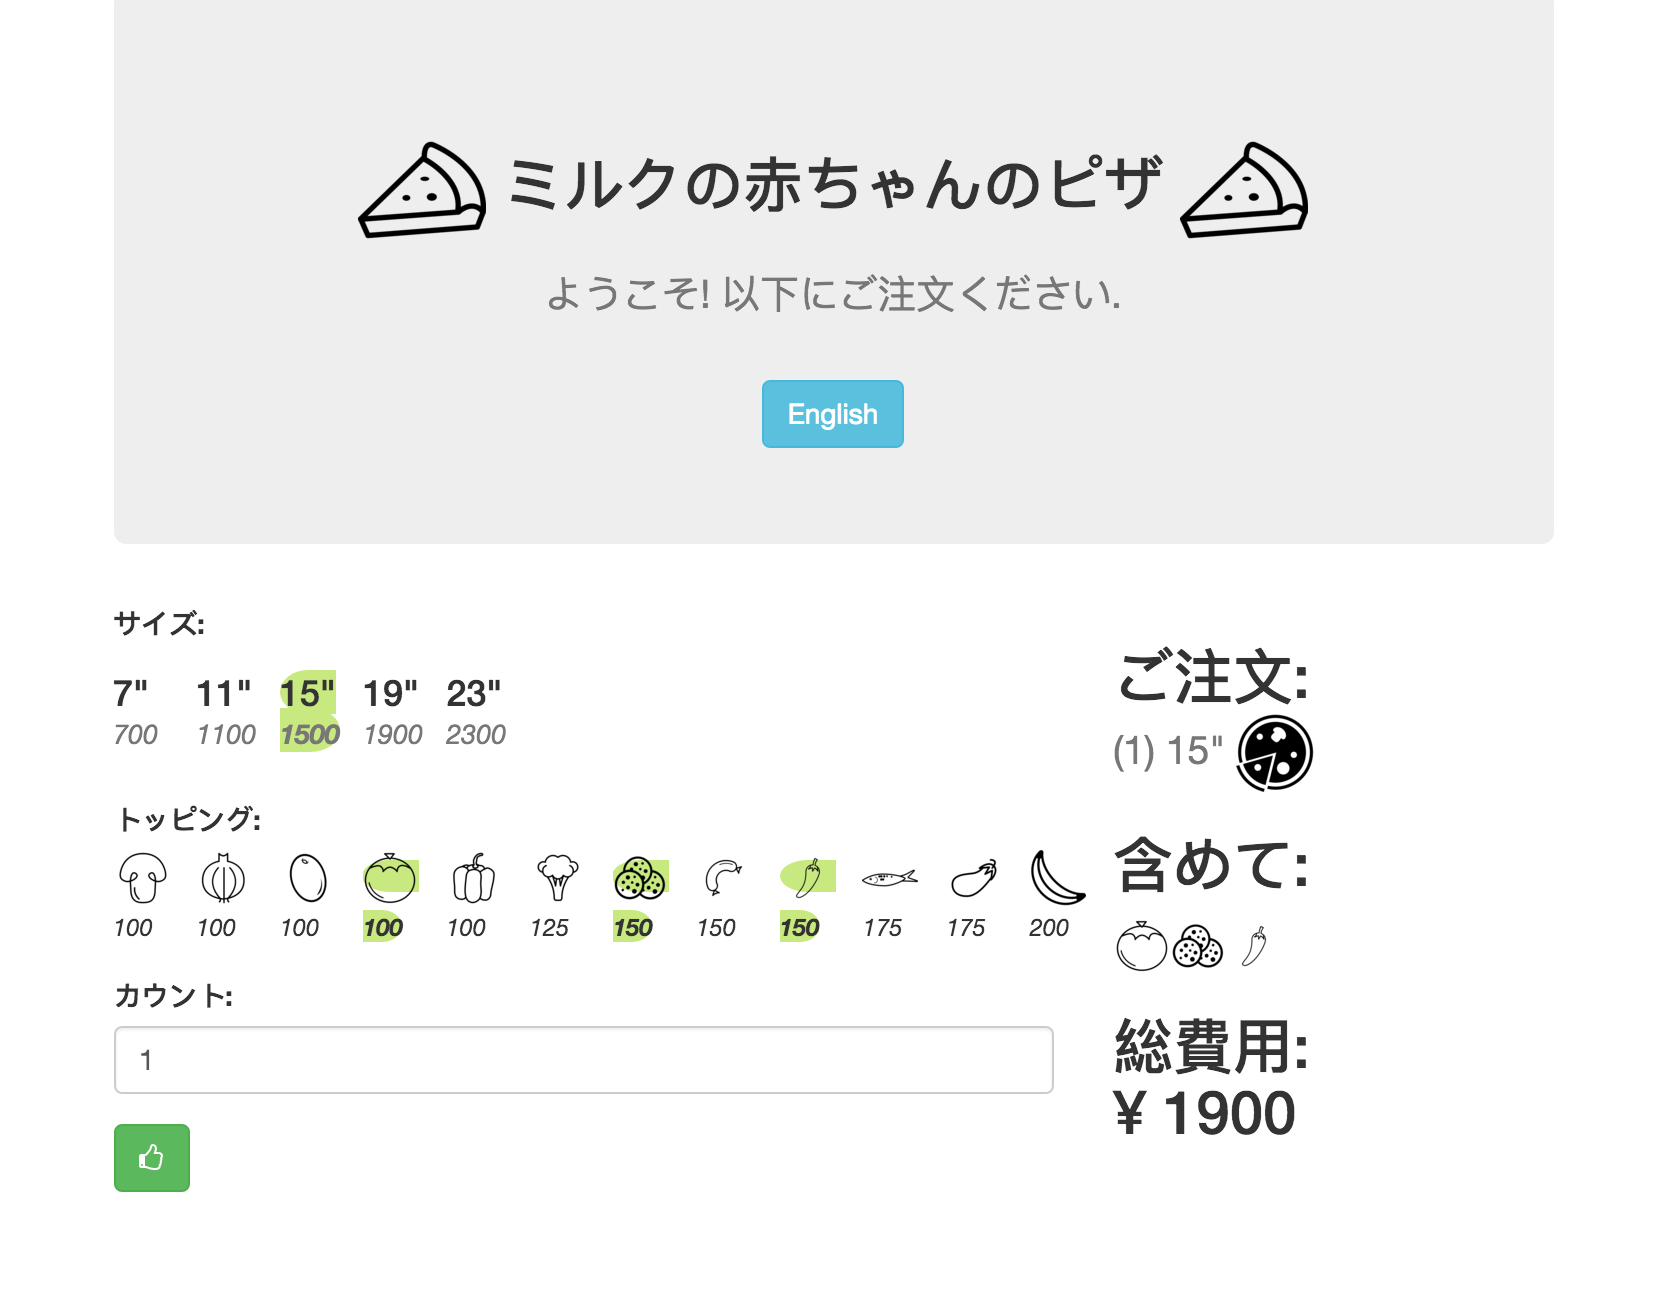 ミルクの赤ちゃんのピザ
ようこそ! 以下にご注文ください.
English
サイズ:
7" 11" 15" 19" 23"
700 1100 1500 1900 2300
トッピング:
100 100 100 100 100 125 150 150 150 175 175 200
カウント:
1
ご注文:
(1) 15"
含めて:
総費用:
¥ 1900